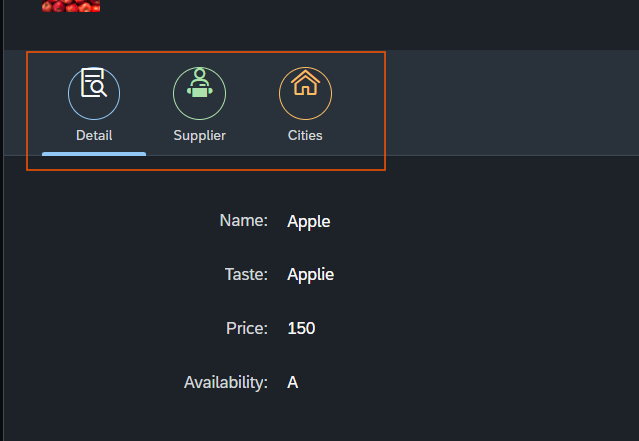 Detail Supplier Cities
Name: Apple
Taste: Applie
Price: 150
Availability: A